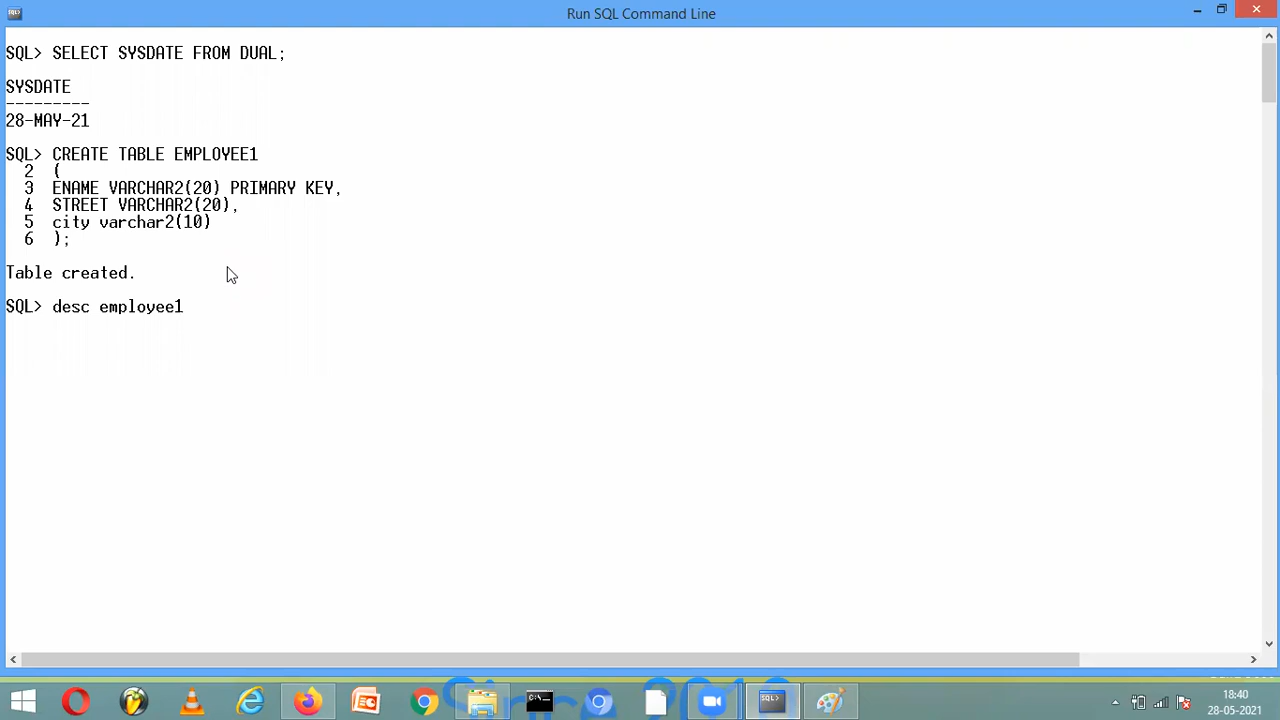 Run SQL Command Line
SQL> SELECT SYSDATE FROM DUAL;
SYSDATE
---------
28-MAY-21
SQL> CREATE TABLE EMPLOYEE1
2 (
3 ENAME VARCHAR2(20) PRIMARY KEY,
4 STREET VARCHAR2(20),
5 city varchar2(10)
6 );
Table created.
SQL> desc employee1
18:40
28-05-2021